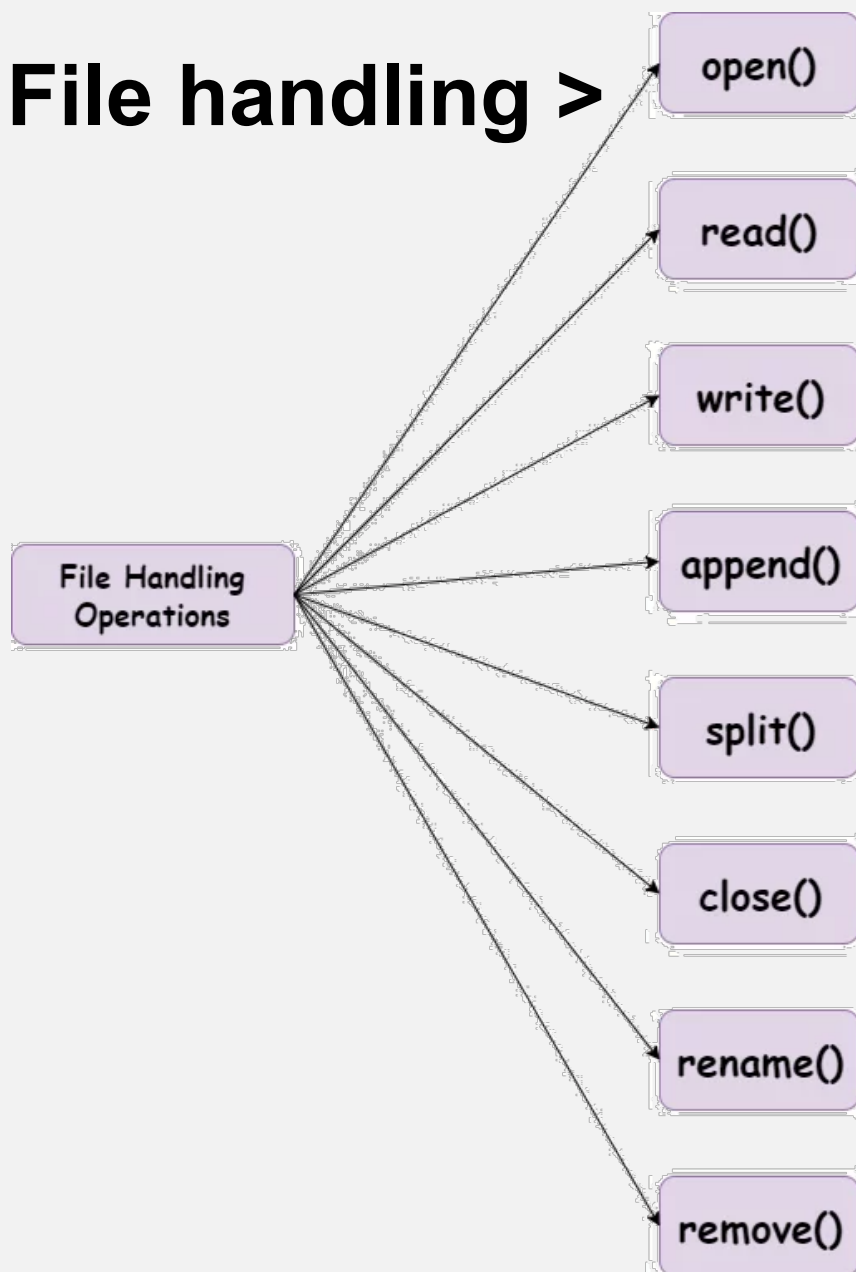 File handling >
open()
read()
write()
append()
File Handling
Operations
split()
close()
rename()
remove()